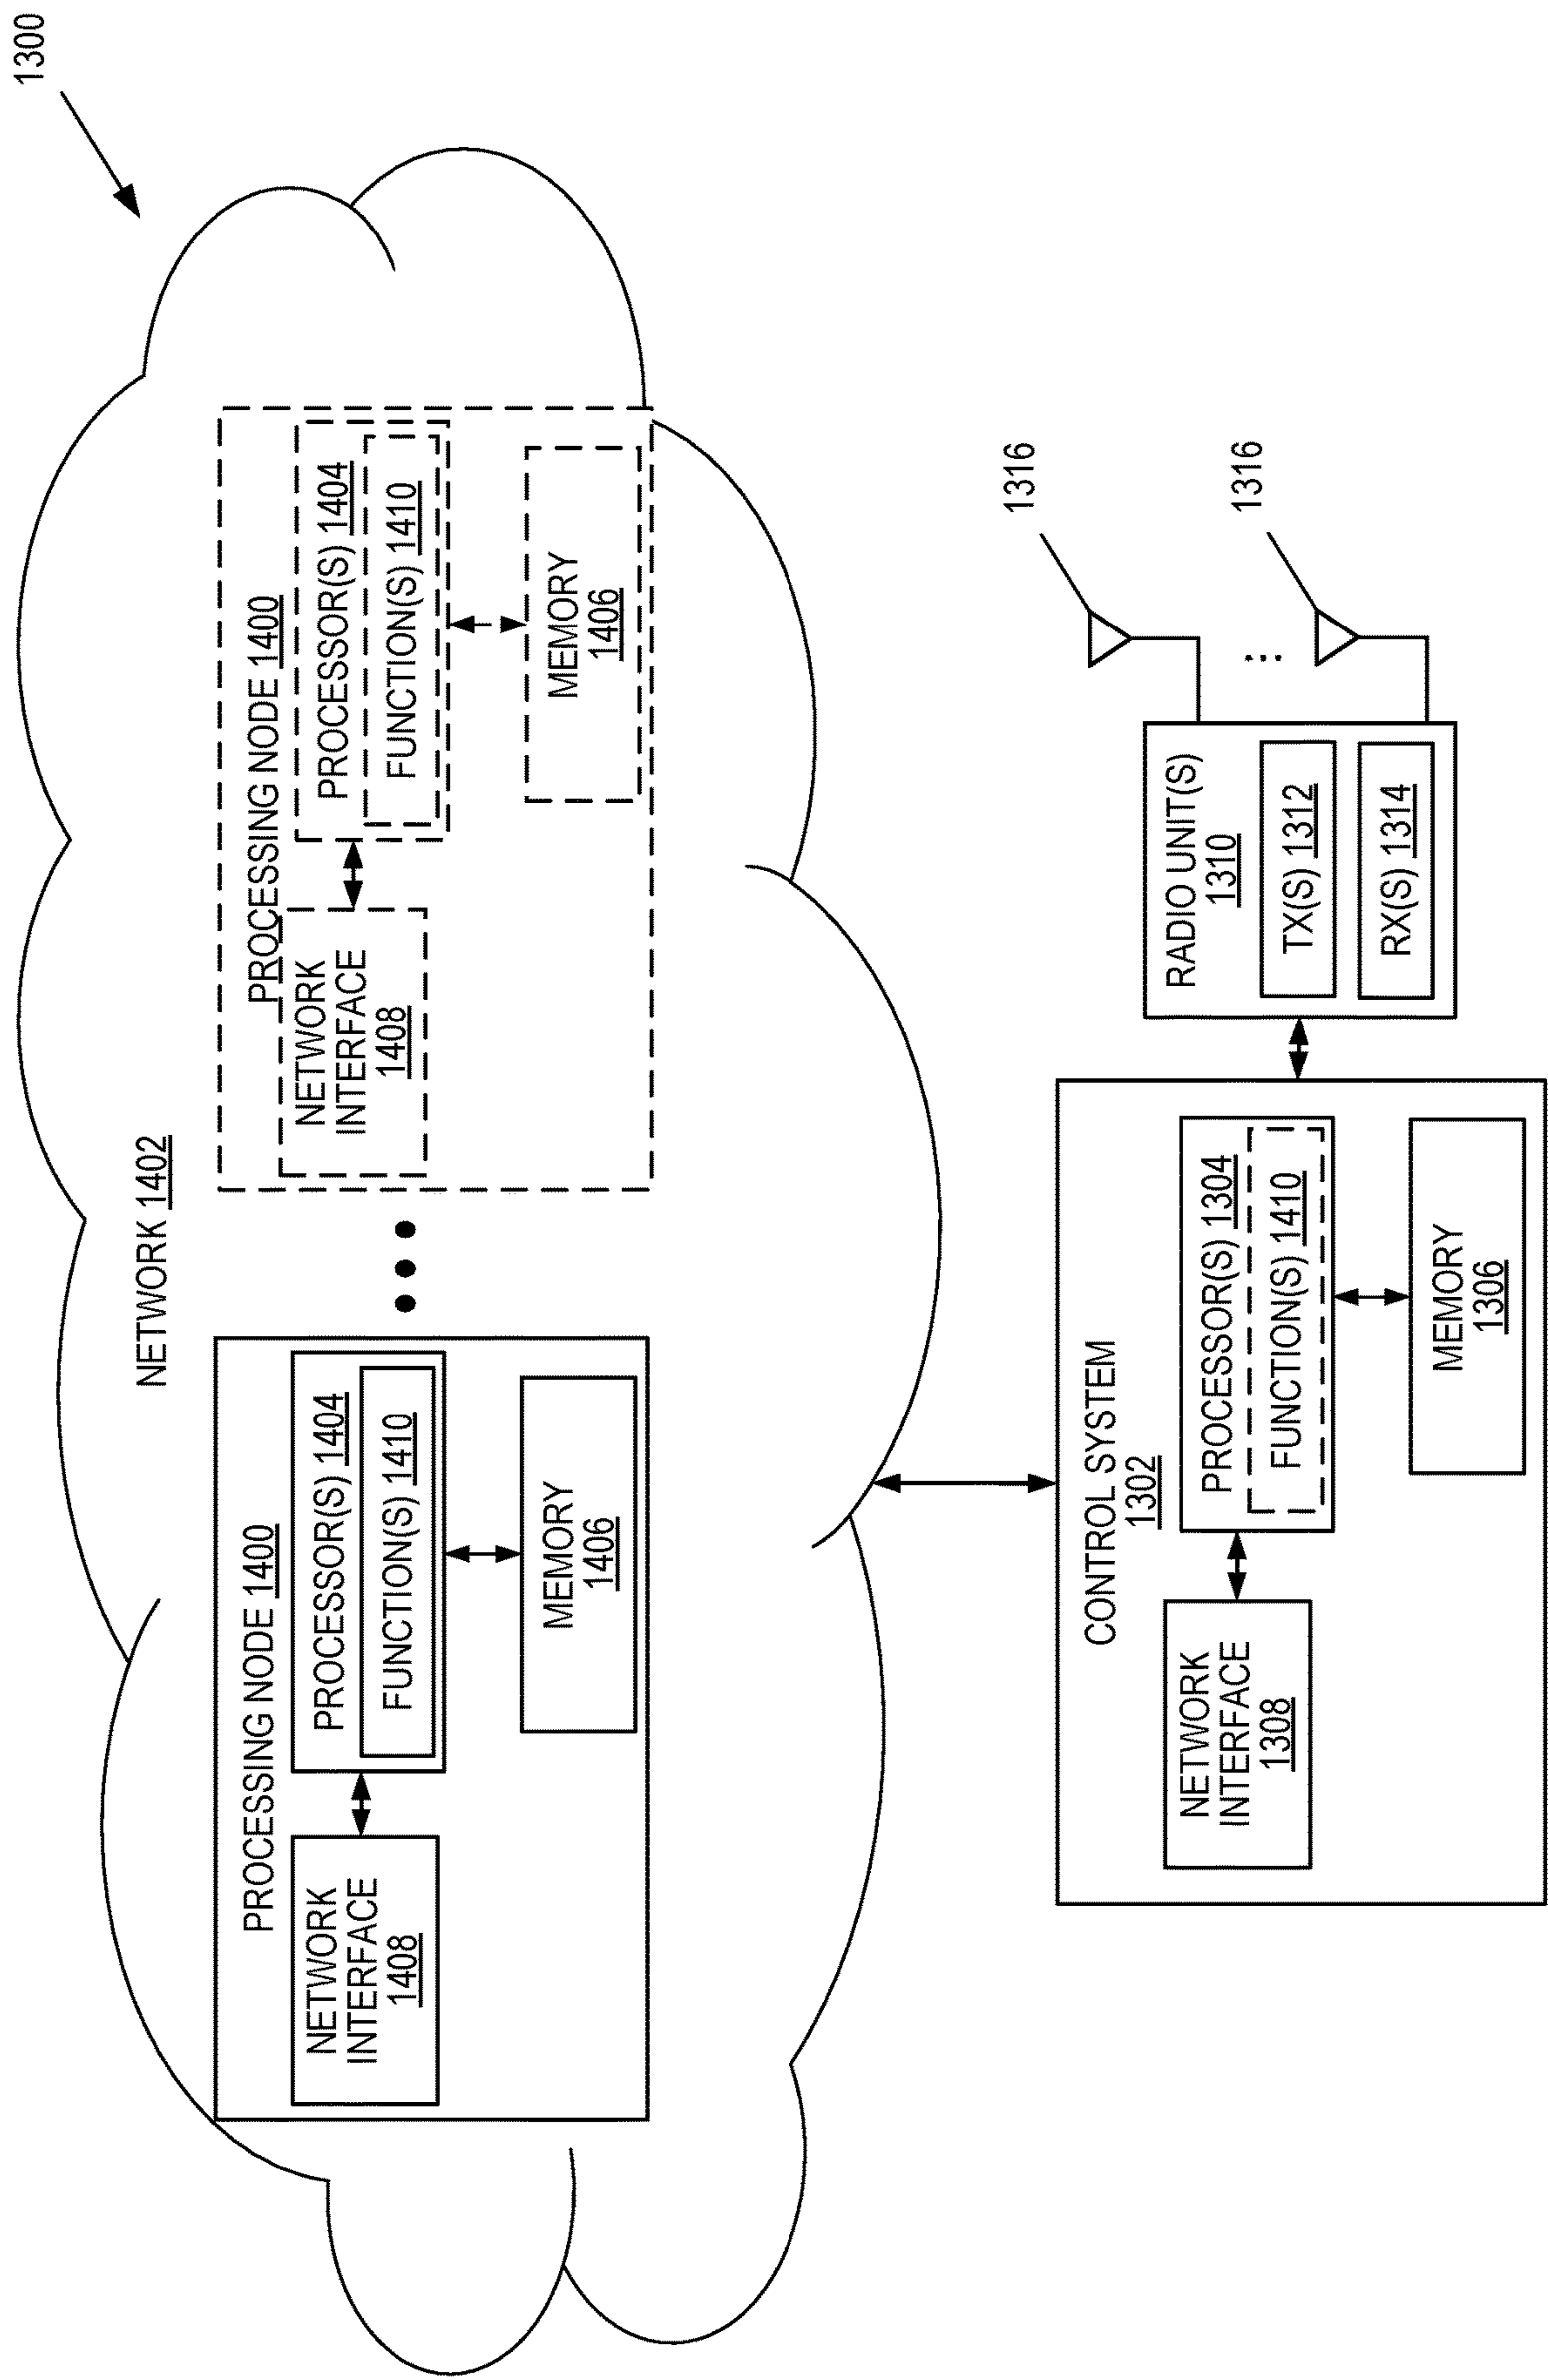 1300
NETWORK 1402
PROCESSING NODE 1400
NETWORK
INTERFACE
1408
PROCESSOR(S) 1404
FUNCTION(S) 1410
MEMORY
1406
PROCESSING NODE 1400
NETWORK
INTERFACE
1408
PROCESSOR(S) 1404
FUNCTION(S) 1410
MEMORY
1406
CONTROL SYSTEM
1302
NETWORK
INTERFACE
1308
PROCESSOR(S) 1304
FUNCTION(S) 1410
MEMORY
1306
RADIO UNIT(S)
1310
TX(S) 1312
RX(S) 1314
1316
1316